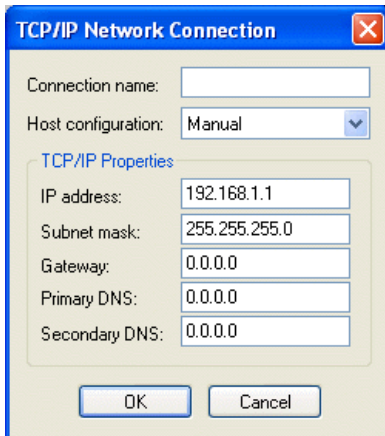 TCP/IP Network Connection
Connection name:
Host configuration: Manual
TCP/IP Properties
IP address: 192.168.1.1
Subnet mask: 255.255.255.0
Gateway: 0.0.0.0
Primary DNS: 0.0.0.0
Secondary DNS: 0.0.0.0
OK Cancel